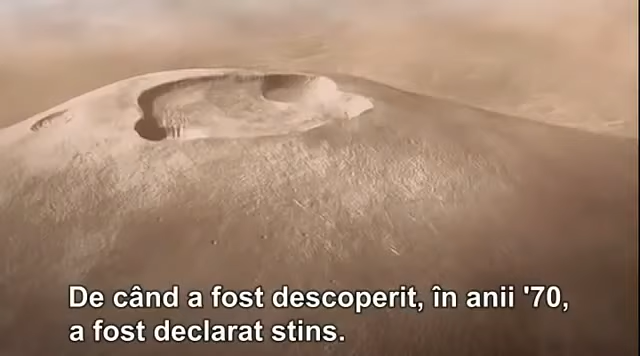 De când a fost descoperit, în anii '70,
a fost declarat stins.